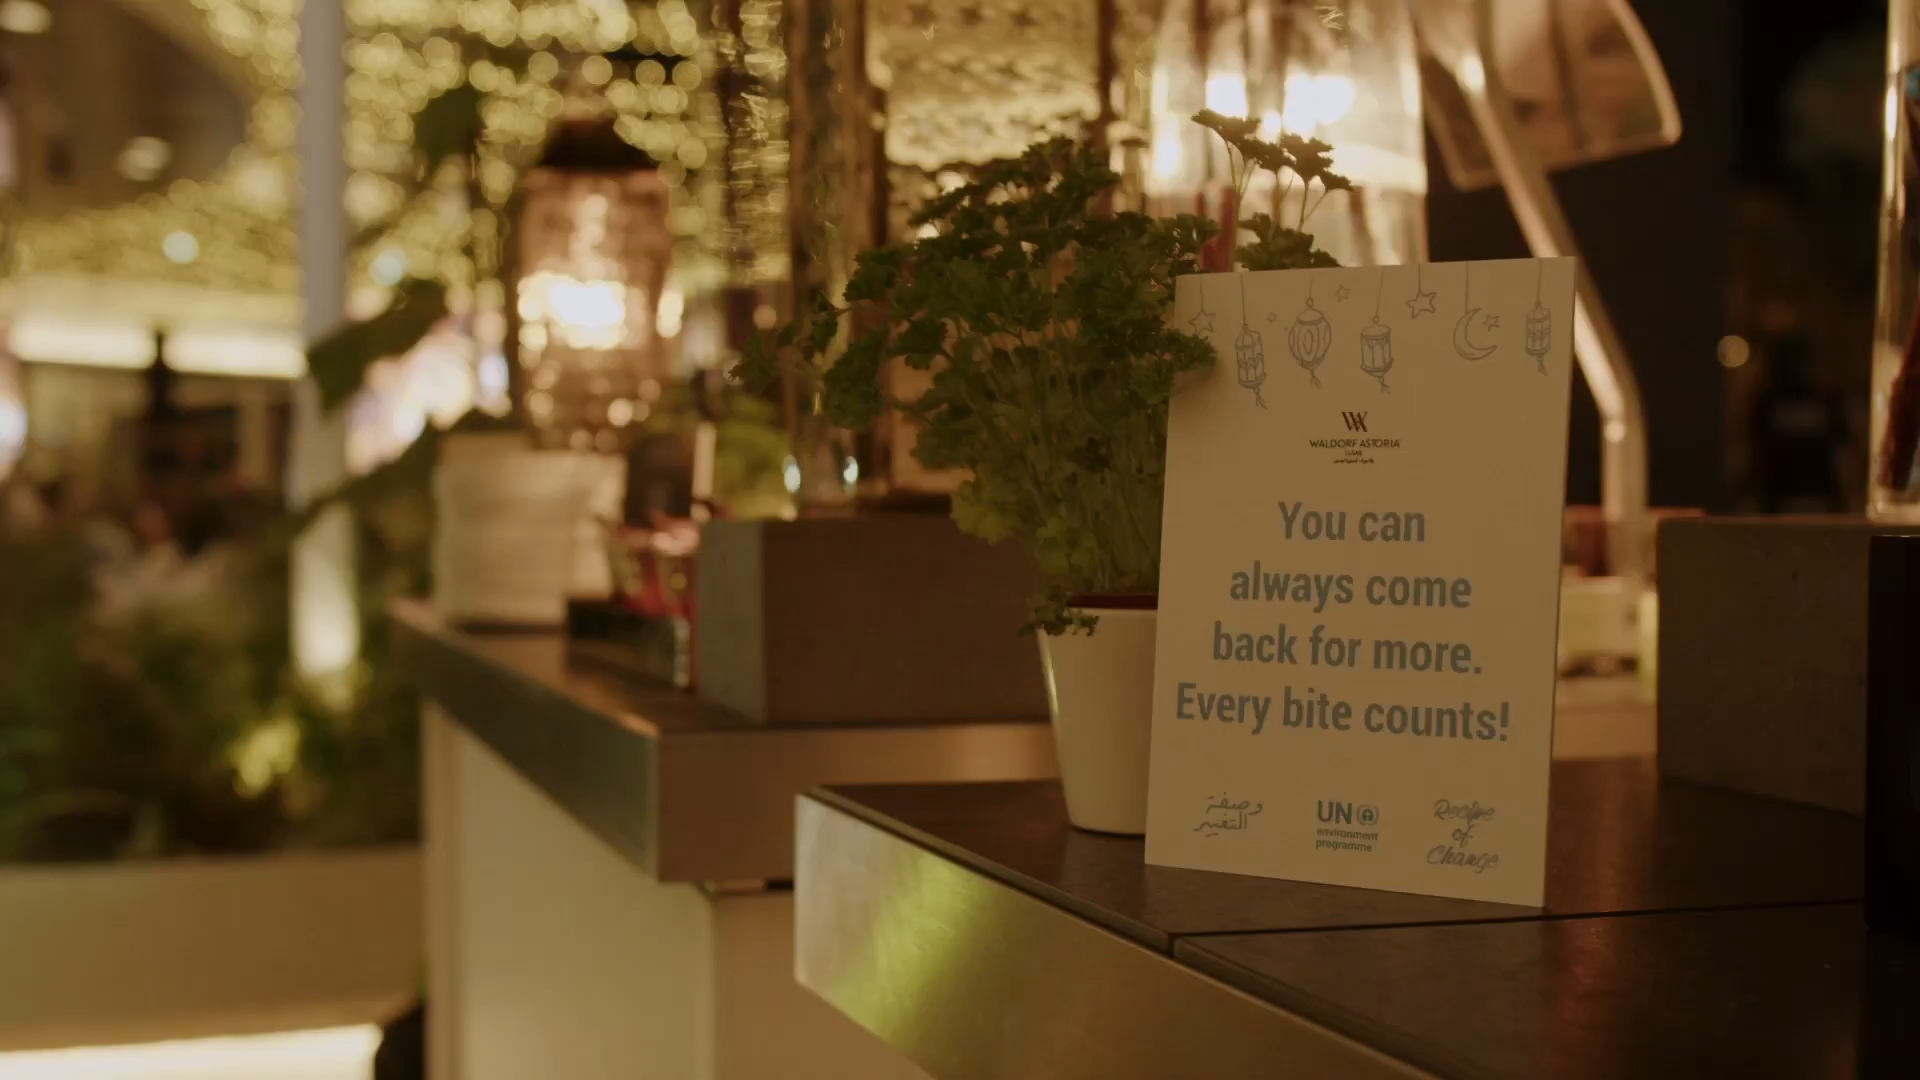 WALDORF ASTORIA
LUSAIL
You can
always come
back for more.
Every bite counts!
وصفة
التغيير
UN
environment
programme
Recipe
of
Change